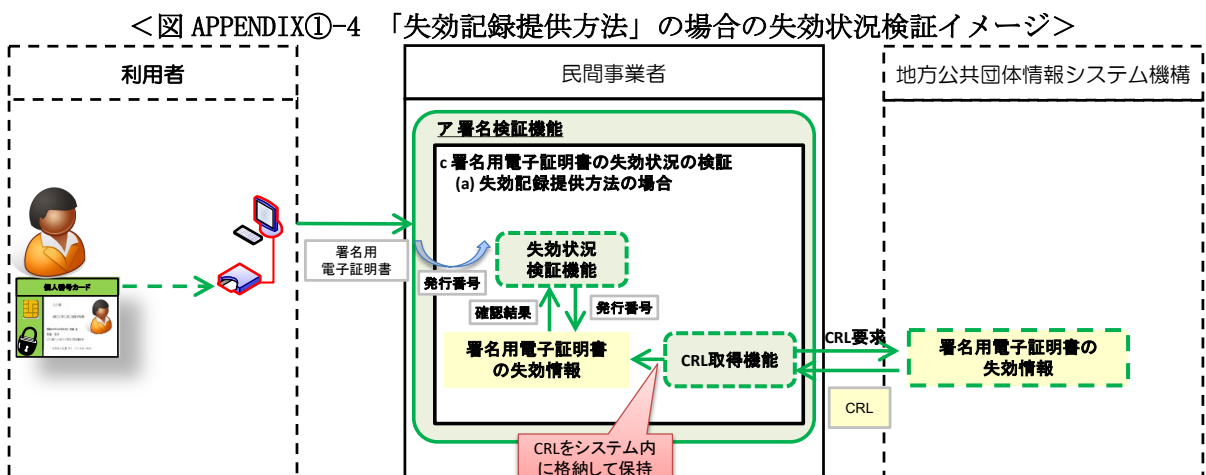 <図 APPENDIX①-4 「失効記録提供方法」の場合の失効状況検証イメージ>
利用者
民間事業者
地方公共団体情報システム機構
ア 署名検証機能
c 署名用電子証明書の失効状況の検証
(a) 失効記録提供方法の場合
署名用
電子証明書
発行番号
失効状況
検証機能
確認結果
発行番号
個人番号カード
署名用電子証明書
の失効情報
CRL取得機能
CRL要求
署名用電子証明書の
失効情報
CRL
CRLをシステム内
に格納して保持